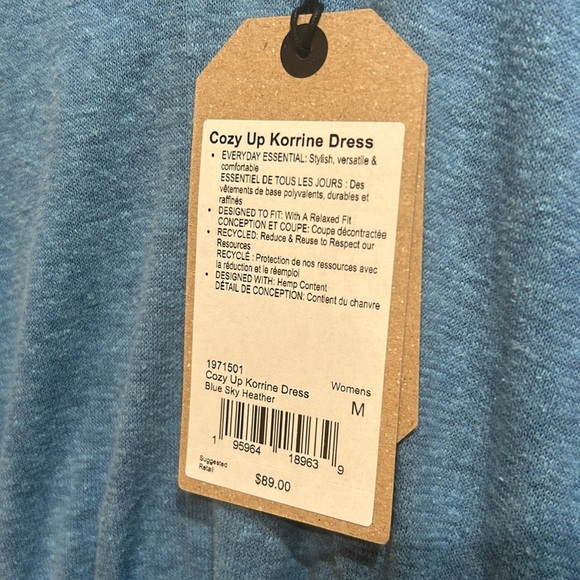 Cozy Up Korrine Dress
• EVERYDAY ESSENTIAL: Stylish, versatile &
comfortable
ESSENTIEL DE TOUS LES JOURS : Des
vêtements de base polyvalents, durables et
raffinés
• DESIGNED TO FIT: With A Relaxed Fit
CONCEPTION ET COUPE: Coupe décontractée
• RECYCLED: Reduce & Reuse to Respect our
Resources
RECYCLÉ : Protection de nos ressources avec
la réduction et le réemploi
• DESIGNED WITH: Hemp Content
DÉTAIL DE CONCEPTION: Contient du chanvre
1971501
Cozy Up Korrine Dress Womens
Blue Sky Heather M
1 95964 18963 9
Suggested
Retail
$89.00